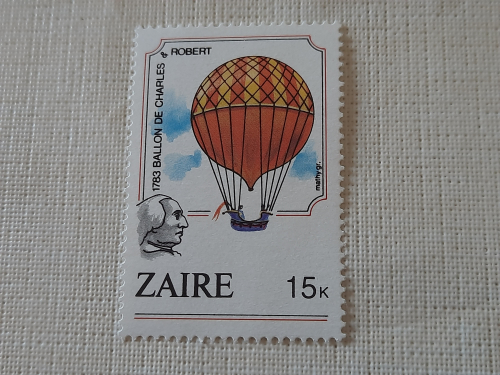 1783 BALLON DE CHARLES & ROBERT
mathy gr.
ZAIRE
15K